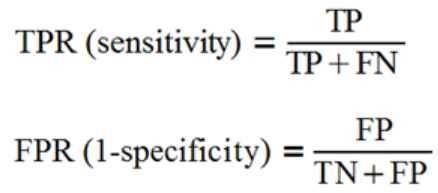 TPR (sensitivity) = TP / TP + FN
FPR (1-specificity) = FP / TN + FP